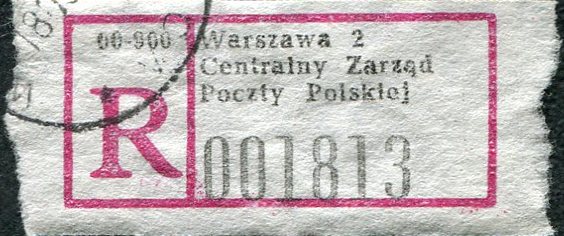 00-900 Warszawa 2
Centralny Zarząd
Poczty Polskiej
R 001813